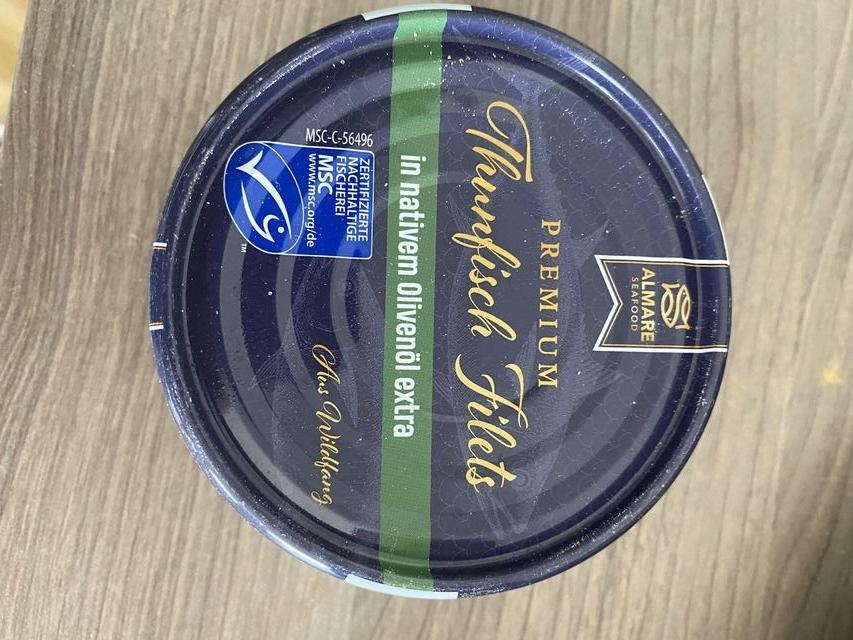 ALMARE
SEAFOOD
PREMIUM
Thunfisch Filets
in nativem Olivenöl extra
MSC-C-56496
ZERTIFIZIERTE
NACHHALTIGE
FISCHEREI
MSC
www.msc.org/de
TM
Aus Wildfang